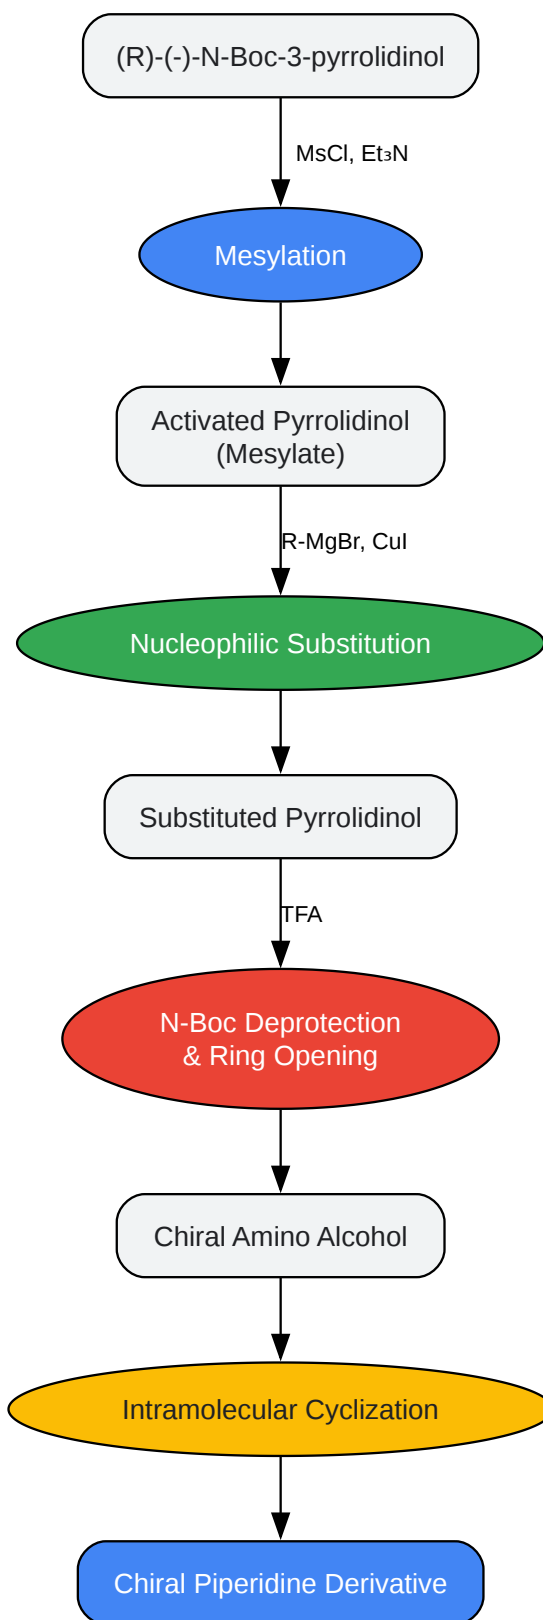 (R)-(-)-N-Boc-3-pyrrolidinol
MsCl, Et₃N
Mesylation
Activated Pyrrolidinol
(Mesylate)
R-MgBr, CuI
Nucleophilic Substitution
Substituted Pyrrolidinol
TFA
N-Boc Deprotection
& Ring Opening
Chiral Amino Alcohol
Intramolecular Cyclization
Chiral Piperidine Derivative